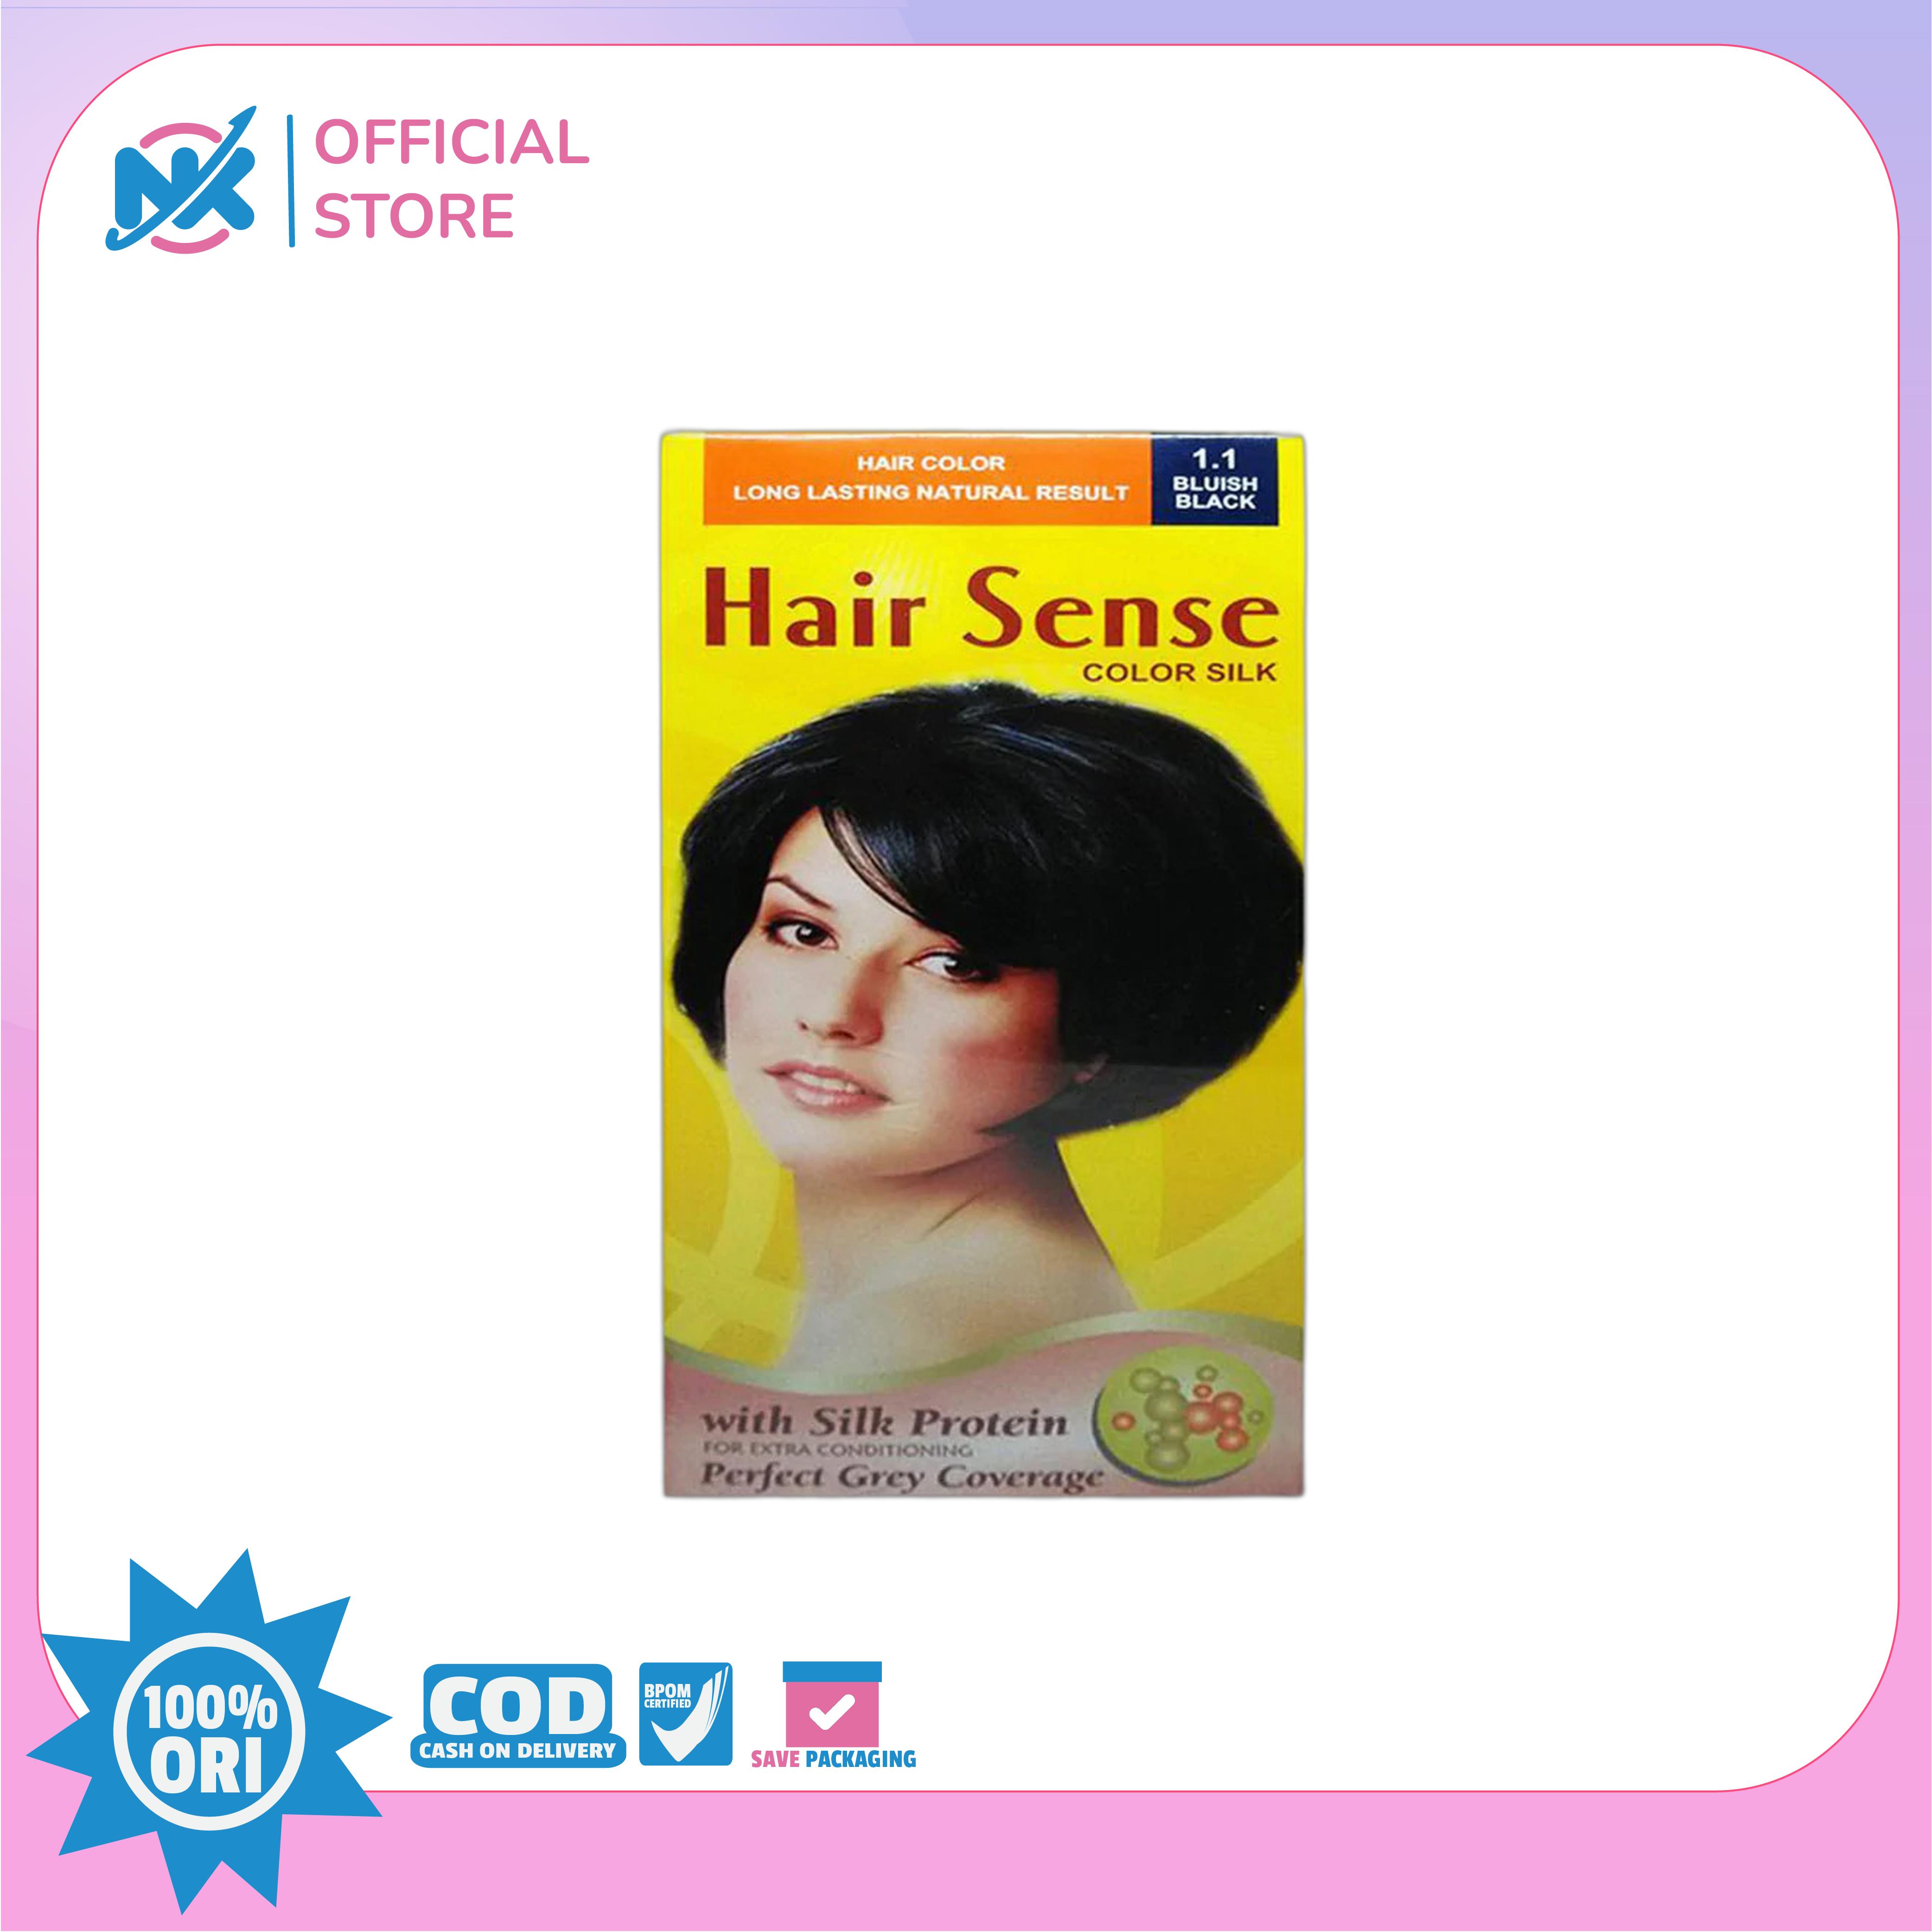 NK
OFFICIAL
STORE
HAIR COLOR
LONG LASTING NATURAL RESULT
1.1
BLUISH
BLACK
Hair Sense
COLOR SILK
with Silk Protein
FOR EXTRA CONDITIONING
Perfect Grey Coverage
100%
ORI
COD
CASH ON DELIVERY
BPOM
CERTIFIED
SAVE PACKAGING